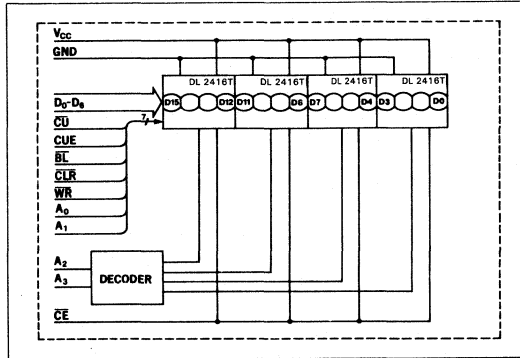 VCC
GND
DL 2416T DL 2416T DL 2416T DL 2416T
D15 D12 D11 D6 D7 D4 D3 D0
D0-D6
7
CU
CUE
BL
CLR
WR
A0
A1
A2
A3
DECODER
CE